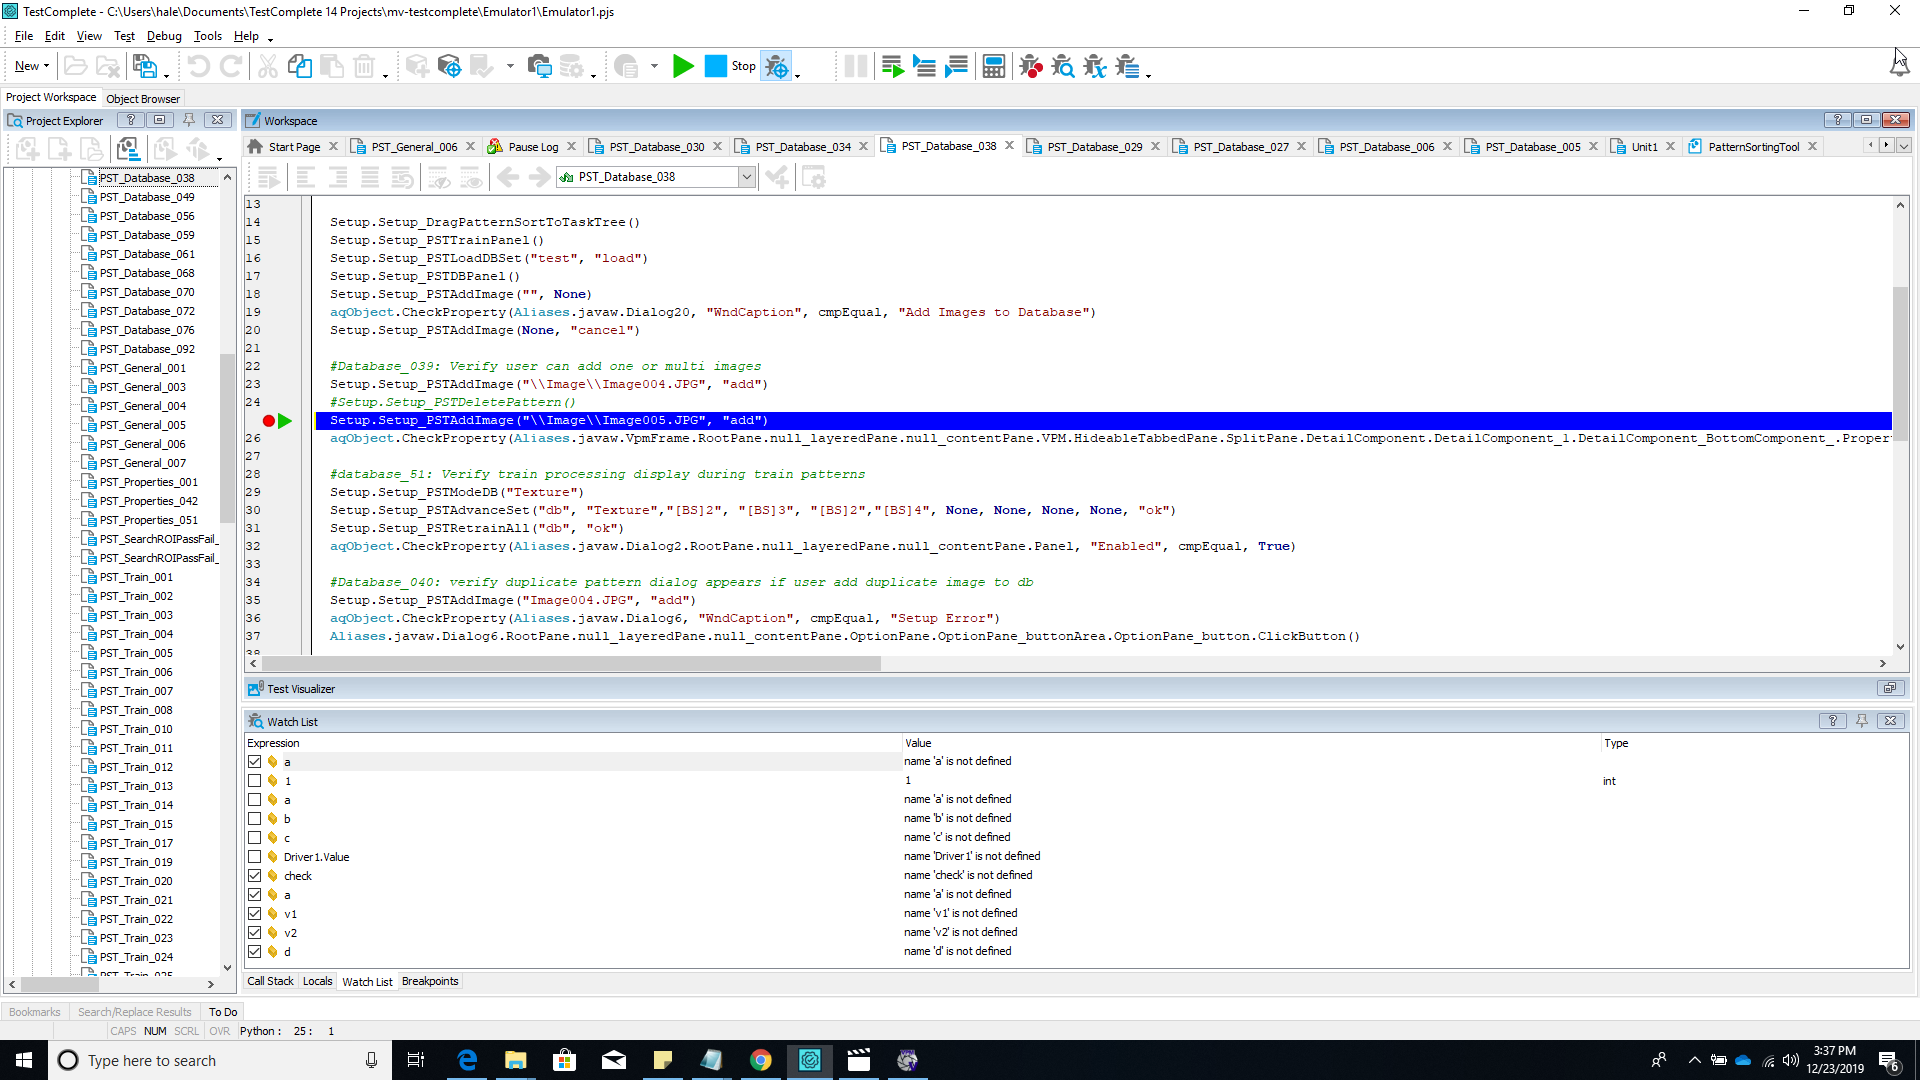 TestComplete - C:\Users\hale\Documents\TestComplete 14 Projects\mv-testcomplete\Emulator1\Emulator1.pjs
File Edit View Test Debug Tools Help
New Stop
Project Workspace Object Browser
Project Explorer ?
Workspace ?
Start Page PST_General_006 Pause Log PST_Database_030 PST_Database_034 PST_Database_038 PST_Database_029 PST_Database_027 PST_Database_006 PST_Database_005 Unit1 PatternSortingTool
PST_Database_038
PST_Database_038
PST_Database_049
PST_Database_056
PST_Database_059
PST_Database_061
PST_Database_068
PST_Database_070
PST_Database_072
PST_Database_076
PST_Database_092
PST_General_001
PST_General_003
PST_General_004
PST_General_005
PST_General_006
PST_General_007
PST_Properties_001
PST_Properties_042
PST_Properties_051
PST_SearchROIPassFail_
PST_SearchROIPassFail_
PST_Train_001
PST_Train_002
PST_Train_003
PST_Train_004
PST_Train_005
PST_Train_006
PST_Train_007
PST_Train_008
PST_Train_010
PST_Train_011
PST_Train_012
PST_Train_013
PST_Train_014
PST_Train_015
PST_Train_017
PST_Train_019
PST_Train_020
PST_Train_021
PST_Train_022
PST_Train_023
PST_Train_024
PST_Train_025
13
14 Setup.Setup_DragPatternSortToTaskTree()
15 Setup.Setup_PSTTrainPanel()
16 Setup.Setup_PSTLoadDBSet("test", "load")
17 Setup.Setup_PSTDBPanel()
18 Setup.Setup_PSTAddImage("", None)
19 aqObject.CheckProperty(Aliases.javaw.Dialog20, "WndCaption", cmpEqual, "Add Images to Database")
20 Setup.Setup_PSTAddImage(None, "cancel")
21
22 #Database_039: Verify user can add one or multi images
23 Setup.Setup_PSTAddImage("\\Image\\Image004.JPG", "add")
24 #Setup.Setup_PSTDeletePattern()
Setup.Setup_PSTAddImage("\\Image\\Image005.JPG", "add")
26 aqObject.CheckProperty(Aliases.javaw.VpmFrame.RootPane.null_layeredPane.null_contentPane.VPM.HideableTabbedPane.SplitPane.DetailComponent.DetailComponent_1.DetailComponent_BottomComponent_.Proper
27
28 #database_51: Verify train processing display during train patterns
29 Setup.Setup_PSTModeDB("Texture")
30 Setup.Setup_PSTAdvanceSet("db", "Texture","[BS]2", "[BS]3", "[BS]2","[BS]4", None, None, None, None, "ok")
31 Setup.Setup_PSTRetrainAll("db", "ok")
32 aqObject.CheckProperty(Aliases.javaw.Dialog2.RootPane.null_layeredPane.null_contentPane.Panel, "Enabled", cmpEqual, True)
33
34 #Database_040: verify duplicate pattern dialog appears if user add duplicate image to db
35 Setup.Setup_PSTAddImage("Image004.JPG", "add")
36 aqObject.CheckProperty(Aliases.javaw.Dialog6, "WndCaption", cmpEqual, "Setup Error")
37 Aliases.javaw.Dialog6.RootPane.null_layeredPane.null_contentPane.OptionPane.OptionPane_buttonArea.OptionPane_button.ClickButton()
38
Test Visualizer
Watch List ?
Expression Value Type
a name 'a' is not defined
1 1 int
a name 'a' is not defined
b name 'b' is not defined
c name 'c' is not defined
Driver1.Value name 'Driver1' is not defined
check name 'check' is not defined
a name 'a' is not defined
v1 name 'v1' is not defined
v2 name 'v2' is not defined
d name 'd' is not defined
Call Stack Locals Watch List Breakpoints
Bookmarks Search/Replace Results To Do
CAPS NUM SCRL OVR Python : 25 : 1
Type here to search
3:37 PM
12/23/2019
6